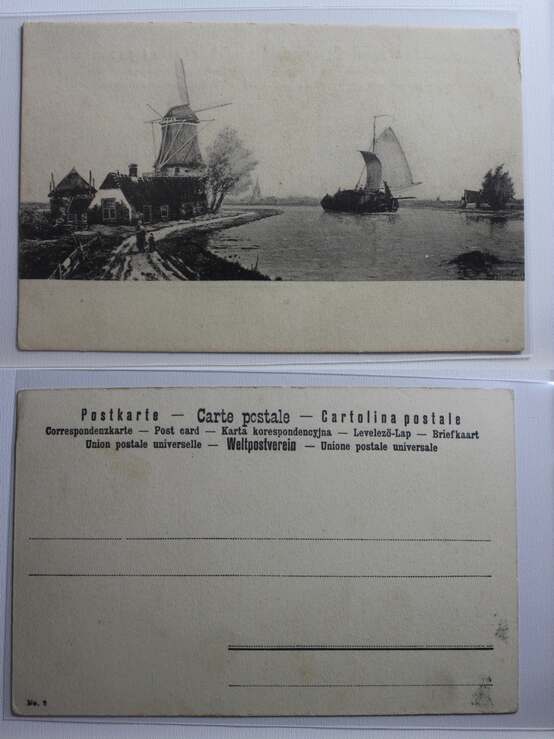 Postkarte — Carte postale — Cartolina postale
Correspondenzkarte — Post card — Karta korespondencyjna — Levelező-Lap — Briefkaart
Union postale universelle — Weltpostverein — Unione postale universale
No.